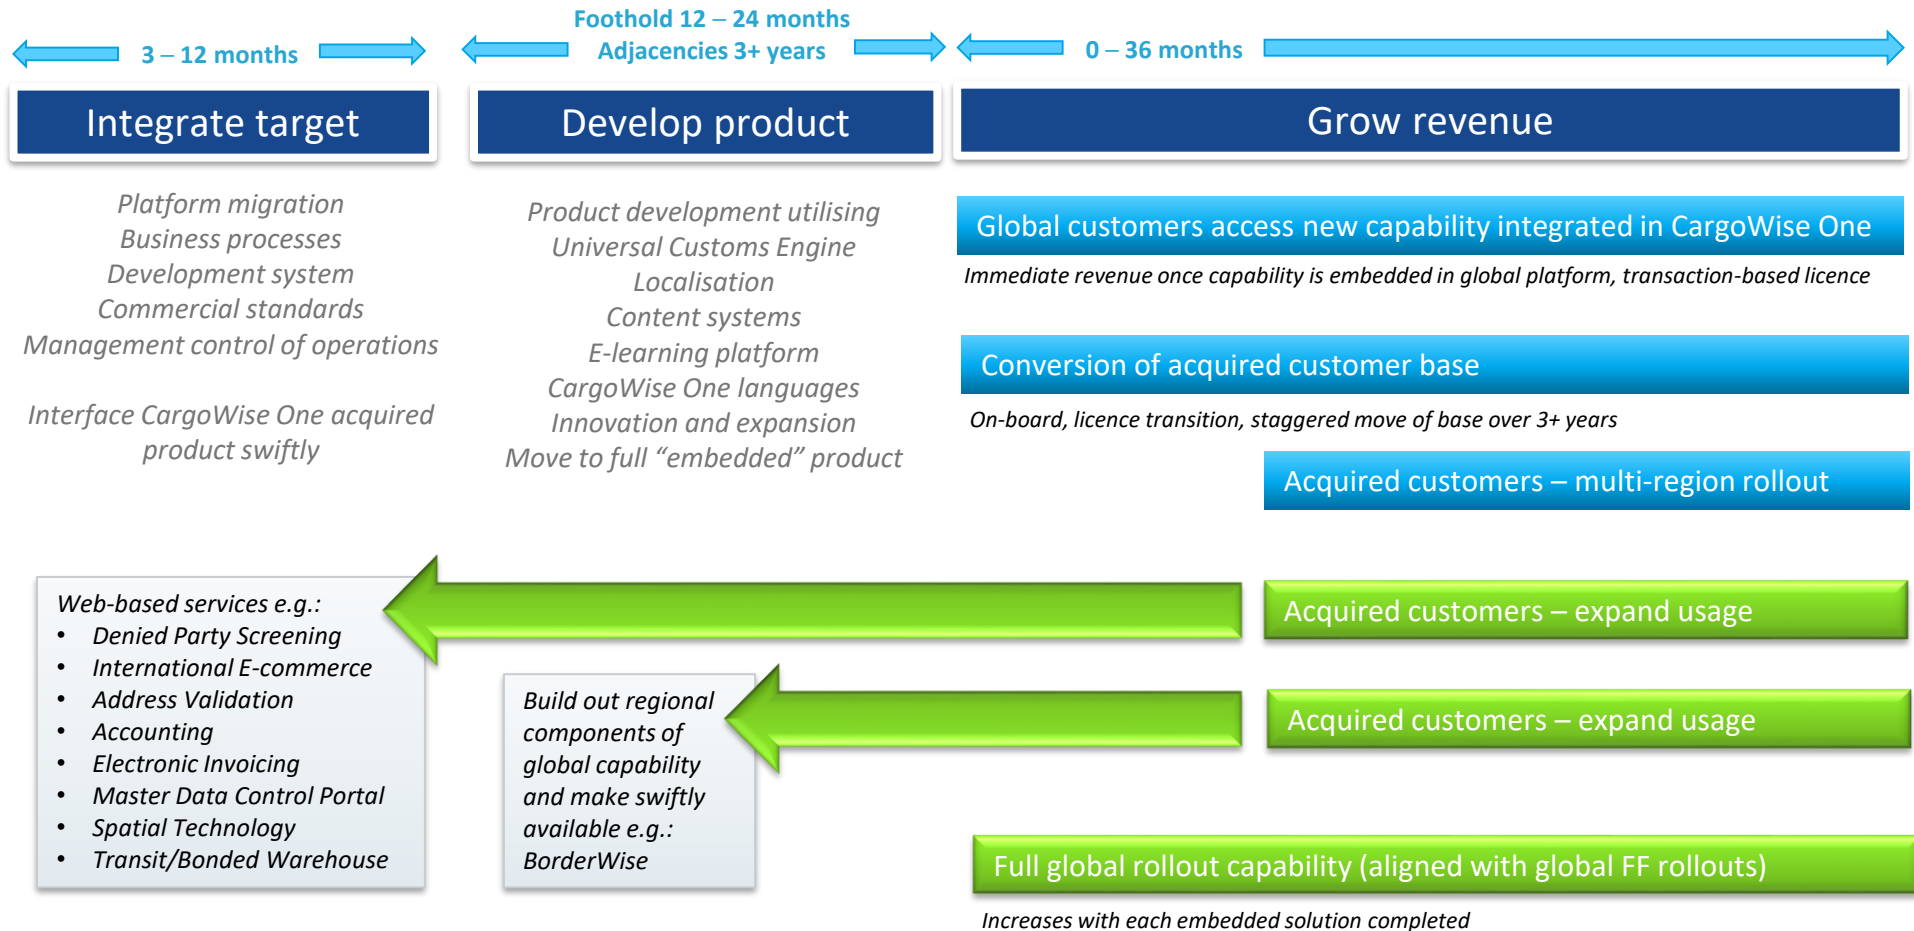 3 – 12 months
Foothold 12 – 24 months
Adjacencies 3+ years
0 – 36 months
Integrate target
Develop product
Grow revenue
Platform migration
Business processes
Development system
Commercial standards
Management control of operations
Interface CargoWise One acquired
product swiftly
Product development utilising
Universal Customs Engine
Localisation
Content systems
E-learning platform
CargoWise One languages
Innovation and expansion
Move to full “embedded” product
Global customers access new capability integrated in CargoWise One
Immediate revenue once capability is embedded in global platform, transaction-based licence
Conversion of acquired customer base
On-board, licence transition, staggered move of base over 3+ years
Acquired customers – multi-region rollout
Web-based services e.g.:
• Denied Party Screening
• International E-commerce
• Address Validation
• Accounting
• Electronic Invoicing
• Master Data Control Portal
• Spatial Technology
• Transit/Bonded Warehouse
Acquired customers – expand usage
Build out regional
components of
global capability
and make swiftly
available e.g.:
BorderWise
Acquired customers – expand usage
Full global rollout capability (aligned with global FF rollouts)
Increases with each embedded solution completed